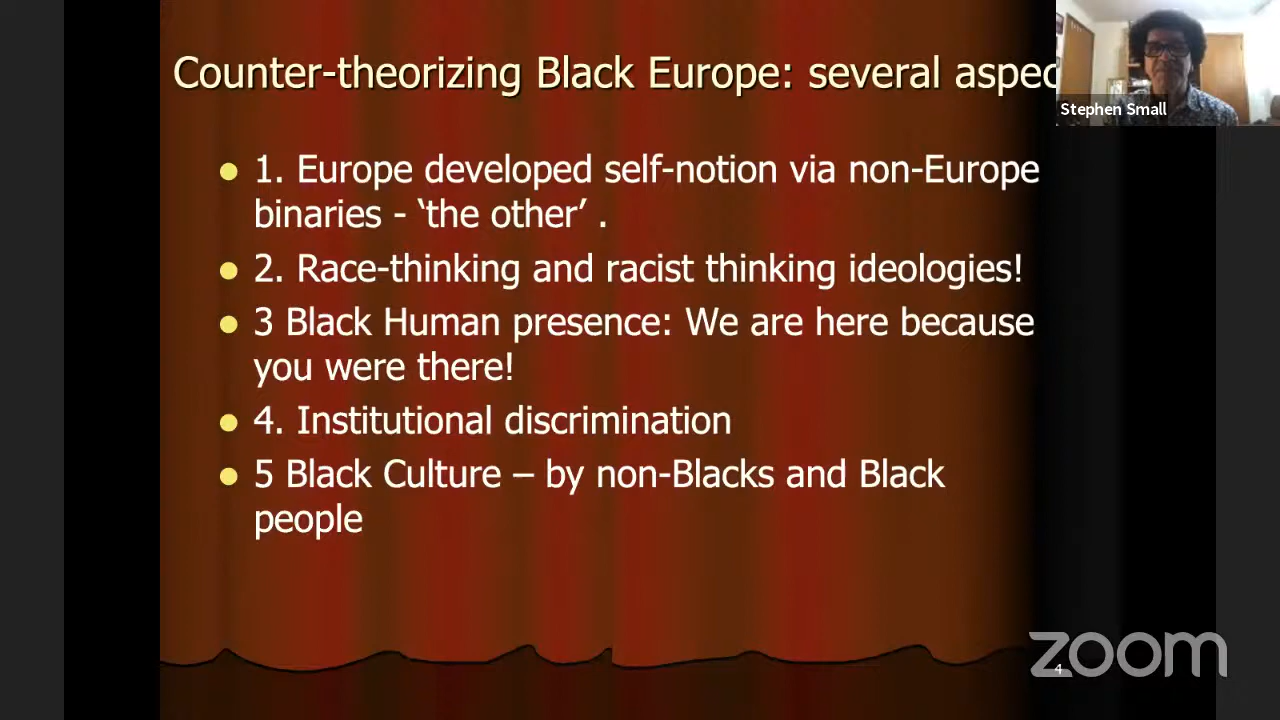 Counter-theorizing Black Europe: several aspec
Stephen Small
1. Europe developed self-notion via non-Europe
binaries - ‘the other’ .
2. Race-thinking and racist thinking ideologies!
3 Black Human presence: We are here because
you were there!
4. Institutional discrimination
5 Black Culture – by non-Blacks and Black
people
zoom
4